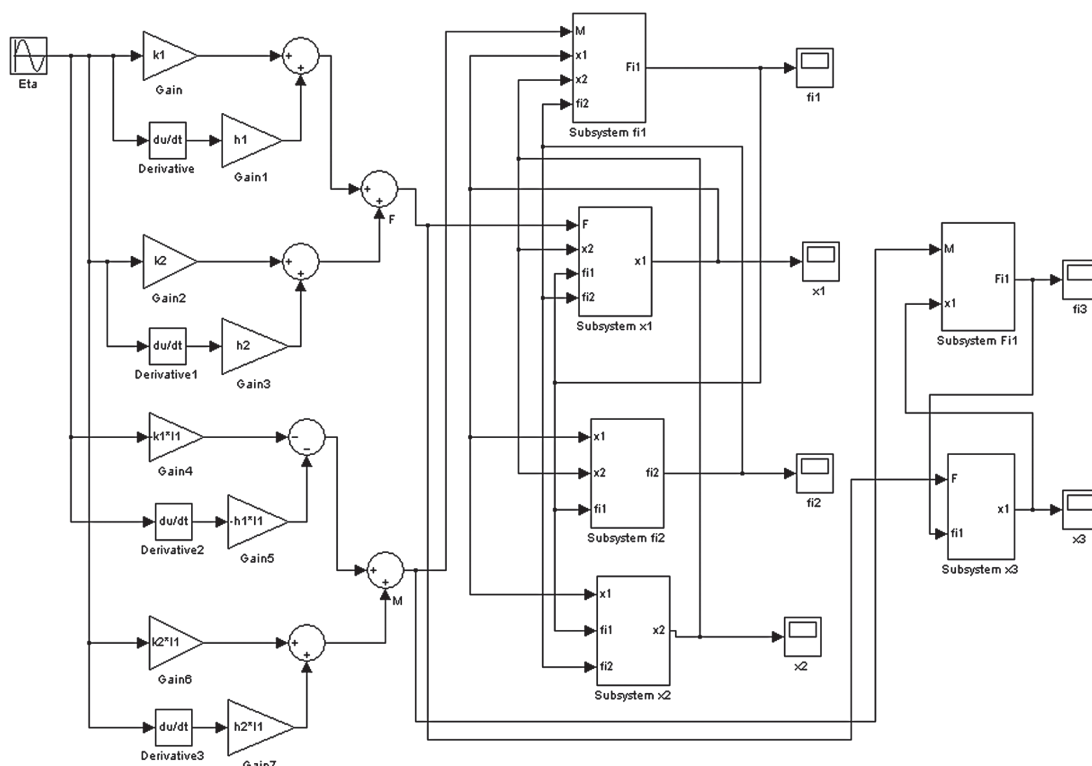 Eta
k1
+
+
Gain
du/dt
Derivative
h1
Gain1
+
+
F
k2
+
+
Gain2
du/dt
Derivative1
h2
Gain3
k1*l1
-
-
Gain4
du/dt
Derivative2
-h1*l1
Gain5
+
+
M
k2*l1
+
+
Gain6
du/dt
Derivative3
h2*l1
Gain7
M
x1
x2
fi2
Fi1
Subsystem fi1
fi1
F
x2
fi1
fi2
x1
Subsystem x1
x1
x1
x2
fi1
fi2
Subsystem fi2
fi2
x1
fi1
fi2
x2
Subsystem x2
x2
M
x1
Fi1
Subsystem Fi1
fi3
F
fi1
x1
Subsystem x3
x3